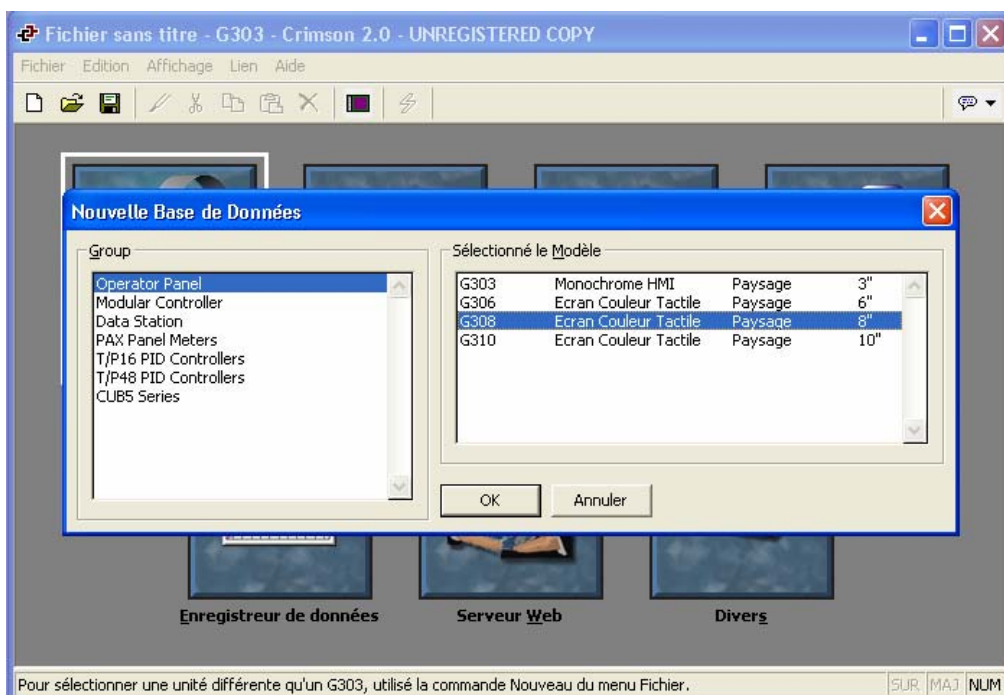 Fichier sans titre - G303 - Crimson 2.0 - UNREGISTERED COPY
Fichier Edition Affichage Lien Aide
Nouvelle Base de Données
Group
Operator Panel
Modular Controller
Data Station
PAX Panel Meters
T/P16 PID Controllers
T/P48 PID Controllers
CUB5 Series
Sélectionné le Modèle
G303 Monochrome HMI Paysage 3"
G306 Ecran Couleur Tactile Paysage 6"
G308 Ecran Couleur Tactile Paysage 8"
G310 Ecran Couleur Tactile Paysage 10"
OK Annuler
Enregistreur de données Serveur Web Divers
Pour sélectionner une unité différente qu'un G303, utilisé la commande Nouveau du menu Fichier. SUR MAJ NUM